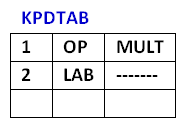 KPDTAB
1 OP MULT
2 LAB -------